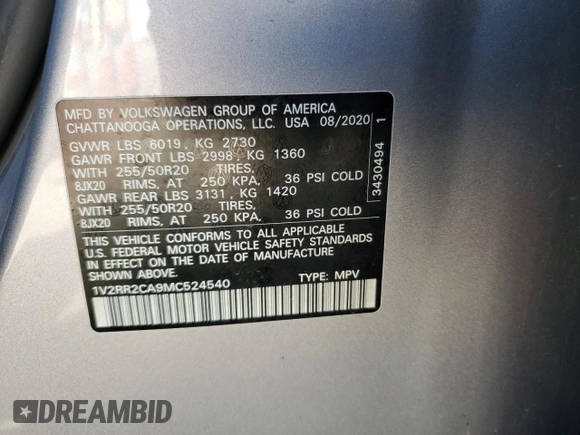 MFD BY VOLKSWAGEN GROUP OF AMERICA
CHATTANOOGA OPERATIONS, LLC. USA 08/2020
GVWR LBS 6019, KG 2730
GAWR FRONT LBS 2998, KG 1360
WITH 255/50R20 TIRES,
8JX20 RIMS, AT 250 KPA, 36 PSI COLD
GAWR REAR LBS 3131, KG 1420
WITH 255/50R20 TIRES,
8JX20 RIMS, AT 250 KPA, 36 PSI COLD
THIS VEHICLE CONFORMS TO ALL APPLICABLE
U.S. FEDERAL MOTOR VEHICLE SAFETY STANDARDS
IN EFFECT ON THE DATE OF MANUFACTURE
SHOWN ABOVE.
1V2RR2CA9MC524540 TYPE: MPV
3430494 1
DREAMBID